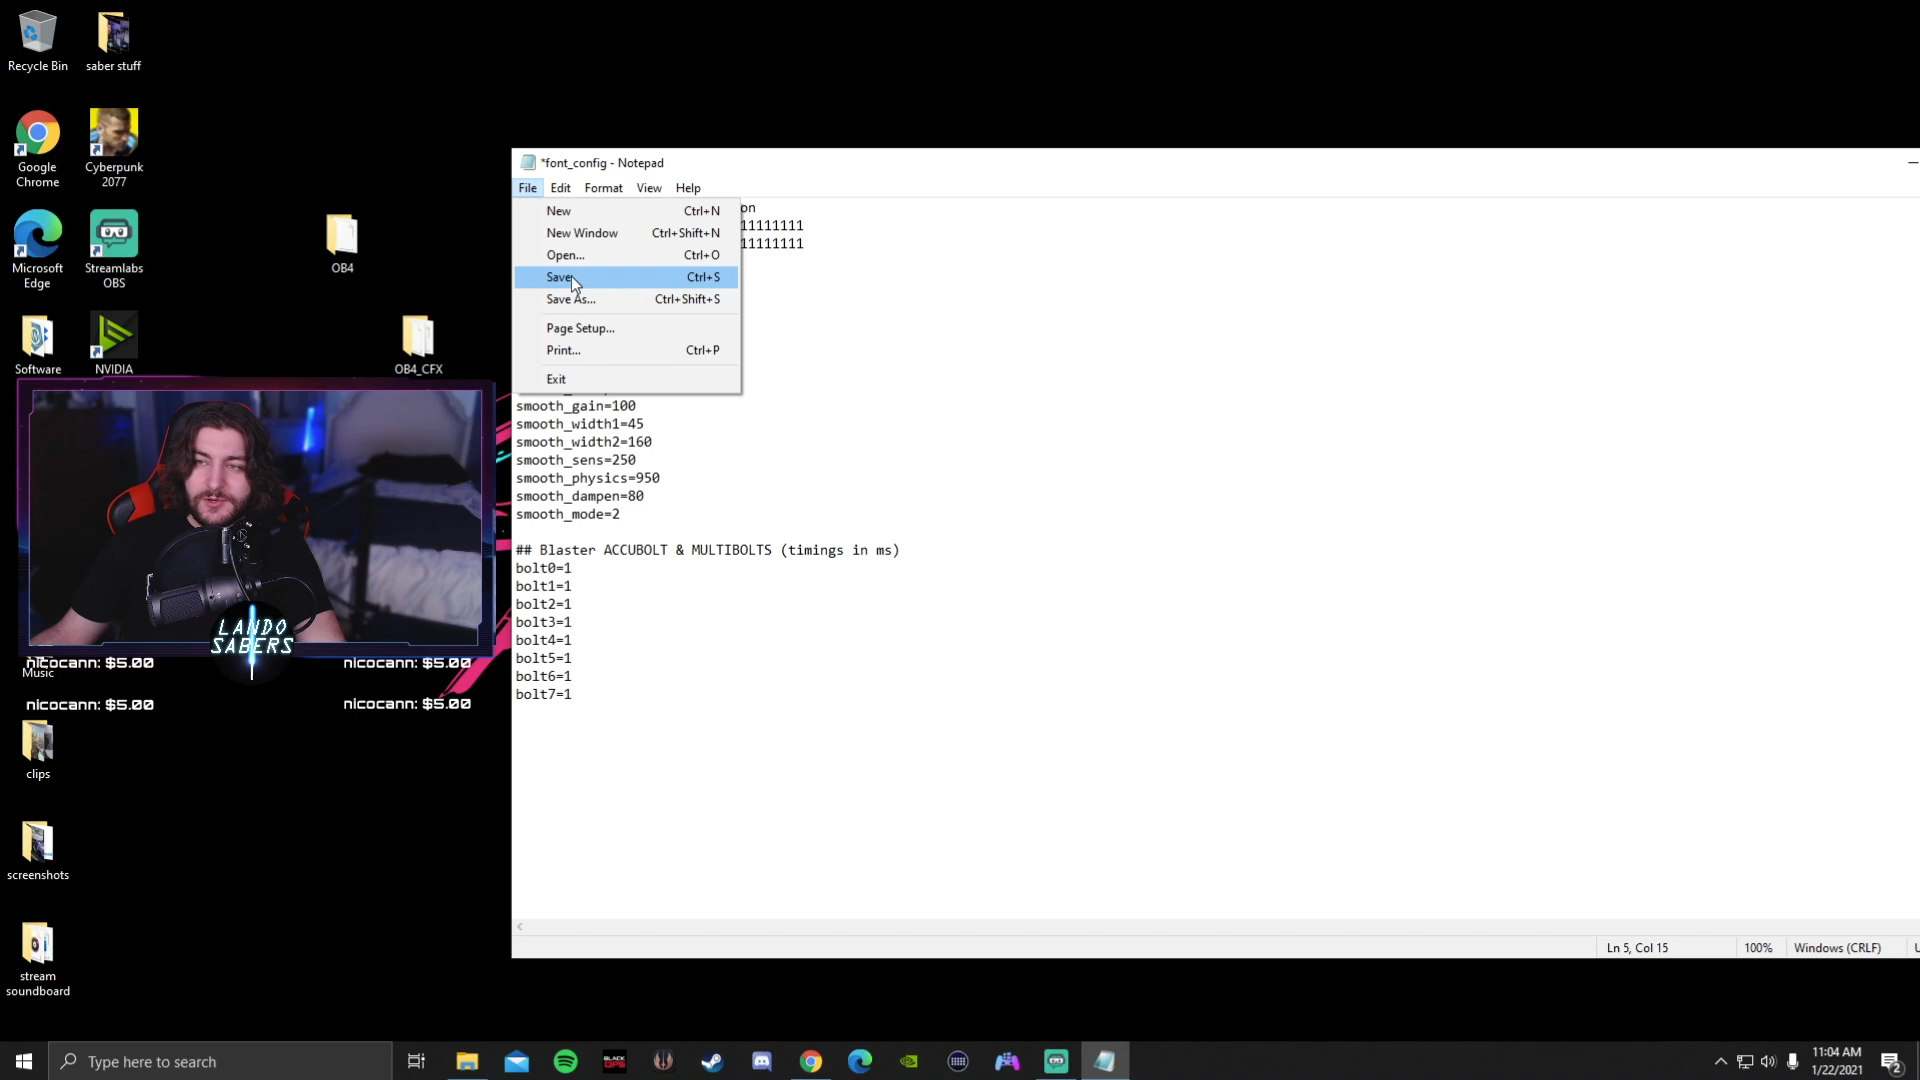 Recycle Bin
saber stuff
Google Chrome
Cyberpunk 2077
Microsoft Edge
Streamlabs OBS
OB4
Software
NVIDIA
OB4_CFX
*font_config - Notepad
File Edit Format View Help
New Ctrl+N
New Window Ctrl+Shift+N
Open... Ctrl+O
Save Ctrl+S
Save As... Ctrl+Shift+S
Page Setup...
Print... Ctrl+P
Exit
on
11111111
11111111
smooth_gain=100
smooth_width1=45
smooth_width2=160
smooth_sens=250
smooth_physics=950
smooth_dampen=80
smooth_mode=2
## Blaster ACCUBOLT & MULTIBOLTS (timings in ms)
bolt0=1
bolt1=1
bolt2=1
bolt3=1
bolt4=1
bolt5=1
bolt6=1
bolt7=1
LANDO
SABERS
nicocann: $5.00 nicocann: $5.00
Music
nicocann: $5.00 nicocann: $5.00
clips
screenshots
stream soundboard
Ln 5, Col 15 100% Windows (CRLF)
Type here to search
BLACK OPS
11:04 AM
1/22/2021
2